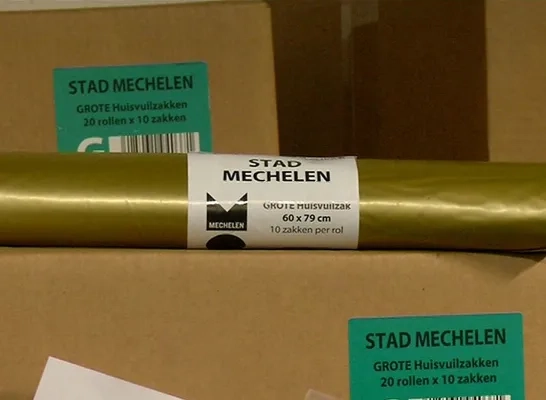 STAD MECHELEN
GROTE Huisvuilzakken
20 rollen x 10 zakken
G
STAD
MECHELEN
GROTE Huisvuilzak
60 x 79 cm
10 zakken per rol
MECHELEN
STAD MECHELEN
GROTE Huisvuilzakken
20 rollen x 10 zakken